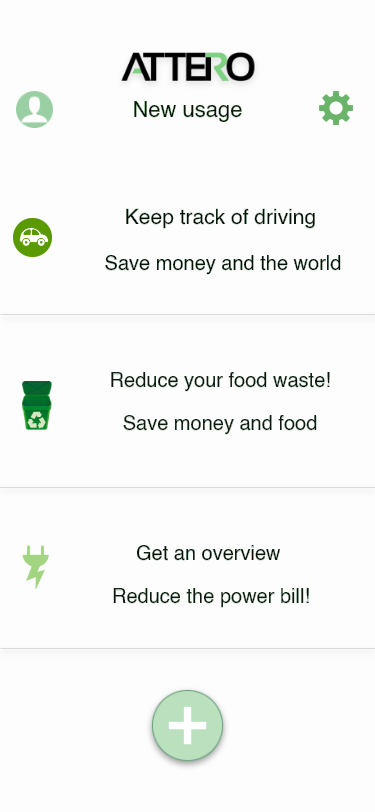 ATTERO
New usage
Keep track of driving
Save money and the world
Reduce your food waste!
Save money and food
Get an overview
Reduce the power bill!